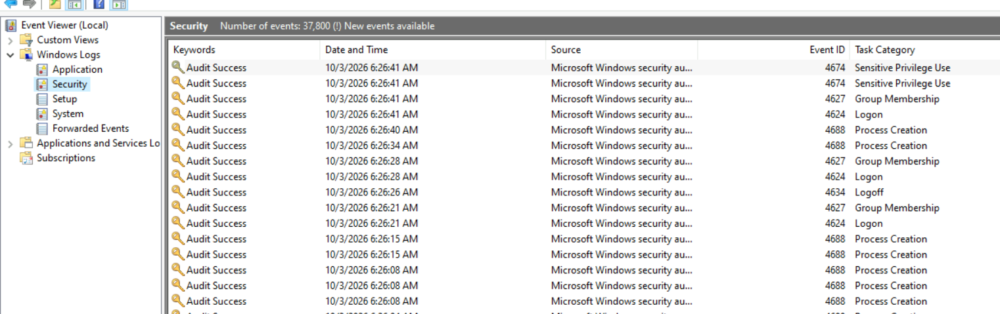 Event Viewer (Local)
Custom Views
Windows Logs
Application
Security
Setup
System
Forwarded Events
Applications and Services Lo
Subscriptions
Security Number of events: 37,800 (!) New events available
Keywords Date and Time Source Event ID Task Category
Audit Success 10/3/2026 6:26:41 AM Microsoft Windows security au... 4674 Sensitive Privilege Use
Audit Success 10/3/2026 6:26:41 AM Microsoft Windows security au... 4674 Sensitive Privilege Use
Audit Success 10/3/2026 6:26:41 AM Microsoft Windows security au... 4627 Group Membership
Audit Success 10/3/2026 6:26:41 AM Microsoft Windows security au... 4624 Logon
Audit Success 10/3/2026 6:26:40 AM Microsoft Windows security au... 4688 Process Creation
Audit Success 10/3/2026 6:26:34 AM Microsoft Windows security au... 4688 Process Creation
Audit Success 10/3/2026 6:26:28 AM Microsoft Windows security au... 4627 Group Membership
Audit Success 10/3/2026 6:26:28 AM Microsoft Windows security au... 4624 Logon
Audit Success 10/3/2026 6:26:26 AM Microsoft Windows security au... 4634 Logoff
Audit Success 10/3/2026 6:26:21 AM Microsoft Windows security au... 4627 Group Membership
Audit Success 10/3/2026 6:26:21 AM Microsoft Windows security au... 4624 Logon
Audit Success 10/3/2026 6:26:15 AM Microsoft Windows security au... 4688 Process Creation
Audit Success 10/3/2026 6:26:15 AM Microsoft Windows security au... 4688 Process Creation
Audit Success 10/3/2026 6:26:08 AM Microsoft Windows security au... 4688 Process Creation
Audit Success 10/3/2026 6:26:08 AM Microsoft Windows security au... 4688 Process Creation
Audit Success 10/3/2026 6:26:08 AM Microsoft Windows security au... 4688 Process Creation